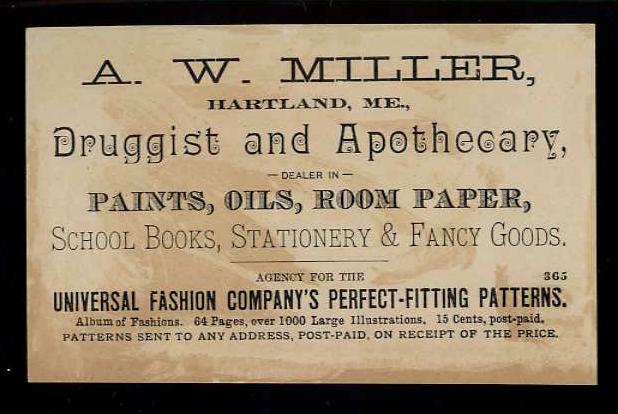 A. W. MILLER,
HARTLAND, ME.,
Druggist and Apothecary,
— DEALER IN —
PAINTS, OILS, ROOM PAPER,
SCHOOL BOOKS, STATIONERY & FANCY GOODS.
AGENCY FOR THE 365
UNIVERSAL FASHION COMPANY'S PERFECT-FITTING PATTERNS.
Album of Fashions. 64 Pages, over 1000 Large Illustrations. 15 Cents, post-paid.
PATTERNS SENT TO ANY ADDRESS, POST-PAID, ON RECEIPT OF THE PRICE.